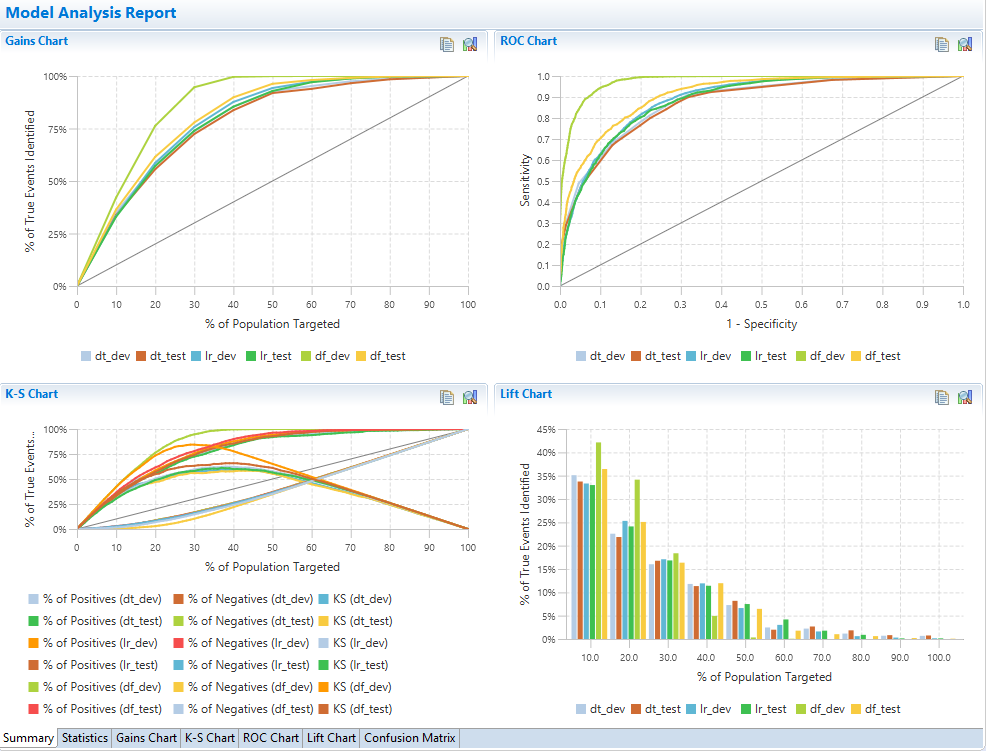 Model Analysis Report
Gains Chart
% of True Events Identified
100%
75%
50%
25%
0%
0 10 20 30 40 50 60 70 80 90 100
% of Population Targeted
dt_dev dt_test lr_dev lr_test df_dev df_test
ROC Chart
Sensitivity
1.0
0.9
0.8
0.7
0.6
0.5
0.4
0.3
0.2
0.1
0.0
0.0 0.1 0.2 0.3 0.4 0.5 0.6 0.7 0.8 0.9 1.0
1 - Specificity
dt_dev dt_test lr_dev lr_test df_dev df_test
K-S Chart
% of True Events...
100%
75%
50%
25%
0%
0 10 20 30 40 50 60 70 80 90 100
% of Population Targeted
% of Positives (dt_dev) % of Negatives (dt_dev) KS (dt_dev)
% of Positives (dt_test) % of Negatives (dt_test) KS (dt_test)
% of Positives (lr_dev) % of Negatives (lr_dev) KS (lr_dev)
% of Positives (lr_test) % of Negatives (lr_test) KS (lr_test)
% of Positives (df_dev) % of Negatives (df_dev) KS (df_dev)
% of Positives (df_test) % of Negatives (df_test) KS (df_test)
Lift Chart
% of True Events Identified
45%
40%
35%
30%
25%
20%
15%
10%
5%
0%
10.0 20.0 30.0 40.0 50.0 60.0 70.0 80.0 90.0 100.0
% of Population Targeted
dt_dev dt_test lr_dev lr_test df_dev df_test
Summary Statistics Gains Chart K-S Chart ROC Chart Lift Chart Confusion Matrix